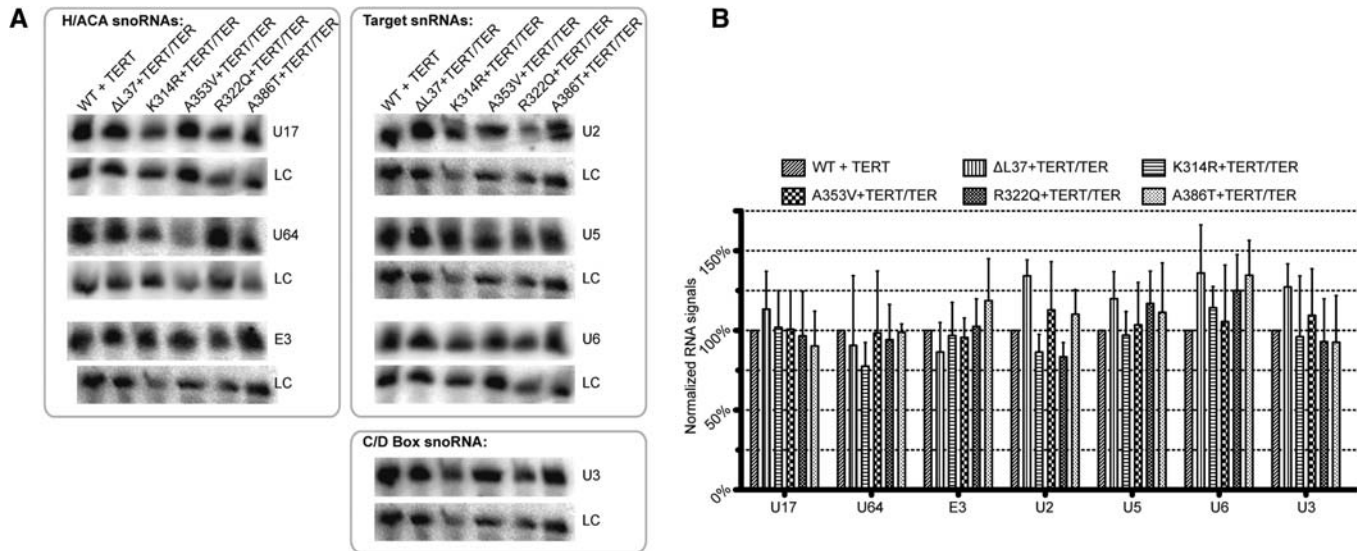 A
H/ACA snoRNAs:
WT + TERT
ΔL37+TERT/TER
K314R+TERT/TER
A353V+TERT/TER
R322Q+TERT/TER
A386T+TERT/TER
U17
LC
U64
LC
E3
LC
Target snRNAs:
WT + TERT
ΔL37+TERT/TER
K314R+TERT/TER
A353V+TERT/TER
R322Q+TERT/TER
A386T+TERT/TER
U2
LC
U5
LC
U6
LC
C/D Box snoRNA:
U3
LC
B
WT + TERT
ΔL37+TERT/TER
K314R+TERT/TER
A353V+TERT/TER
R322Q+TERT/TER
A386T+TERT/TER
Normalized RNA signals
150%
100%
50%
0%
U17
U64
E3
U2
U5
U6
U3